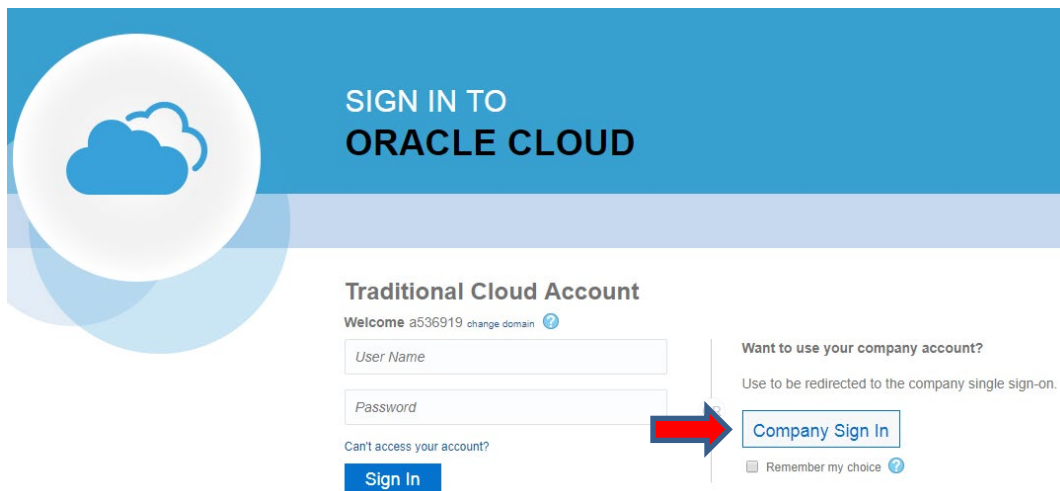 SIGN IN TO
ORACLE CLOUD
Traditional Cloud Account
Welcome a536919 change domain ?
User Name
Password
Can't access your account?
Sign In
Want to use your company account?
Use to be redirected to the company single sign-on.
Company Sign In
Remember my choice ?